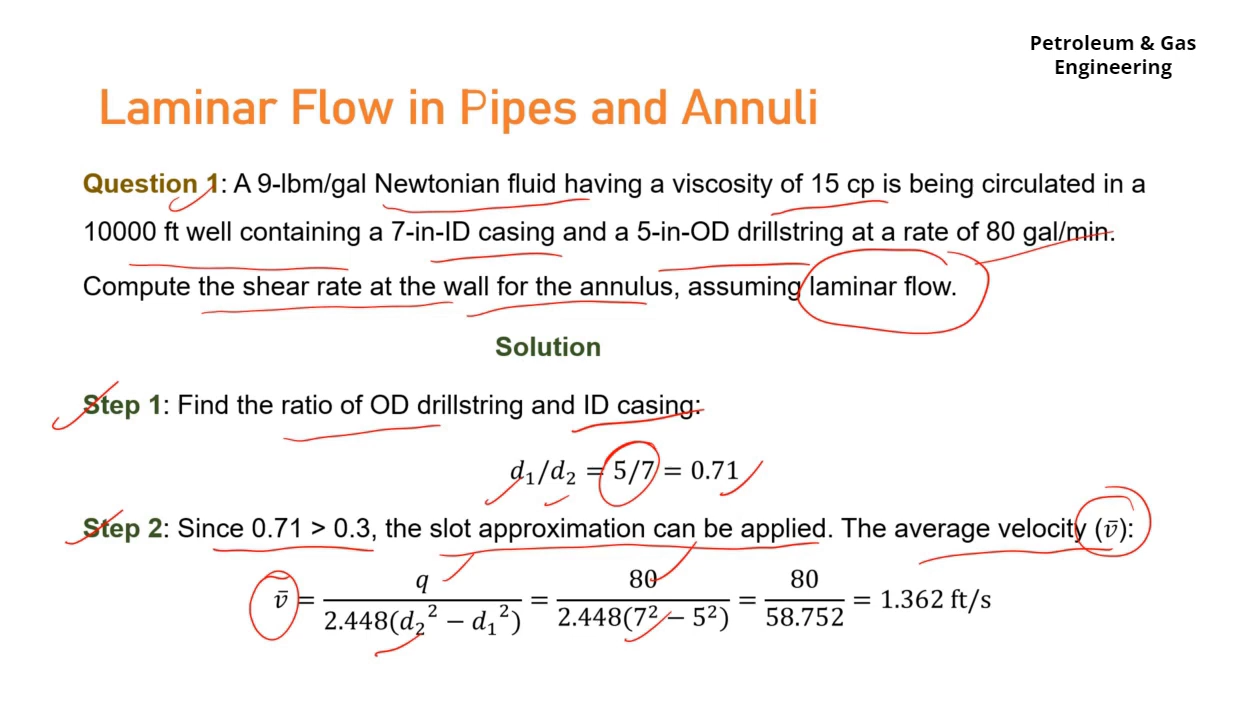 Petroleum & Gas
Engineering
Laminar Flow in Pipes and Annuli
Question 1: A 9-lbm/gal Newtonian fluid having a viscosity of 15 cp is being circulated in a
10000 ft well containing a 7-in-ID casing and a 5-in-OD drillstring at a rate of 80 gal/min.
Compute the shear rate at the wall for the annulus, assuming laminar flow.
Solution
Step 1: Find the ratio of OD drillstring and ID casing:
d₁/d₂ = 5/7 = 0.71
Step 2: Since 0.71 > 0.3, the slot approximation can be applied. The average velocity (v̄):
v̄ = q / 2.448(d₂² − d₁²) = 80 / 2.448(7² − 5²) = 80 / 58.752 = 1.362 ft/s